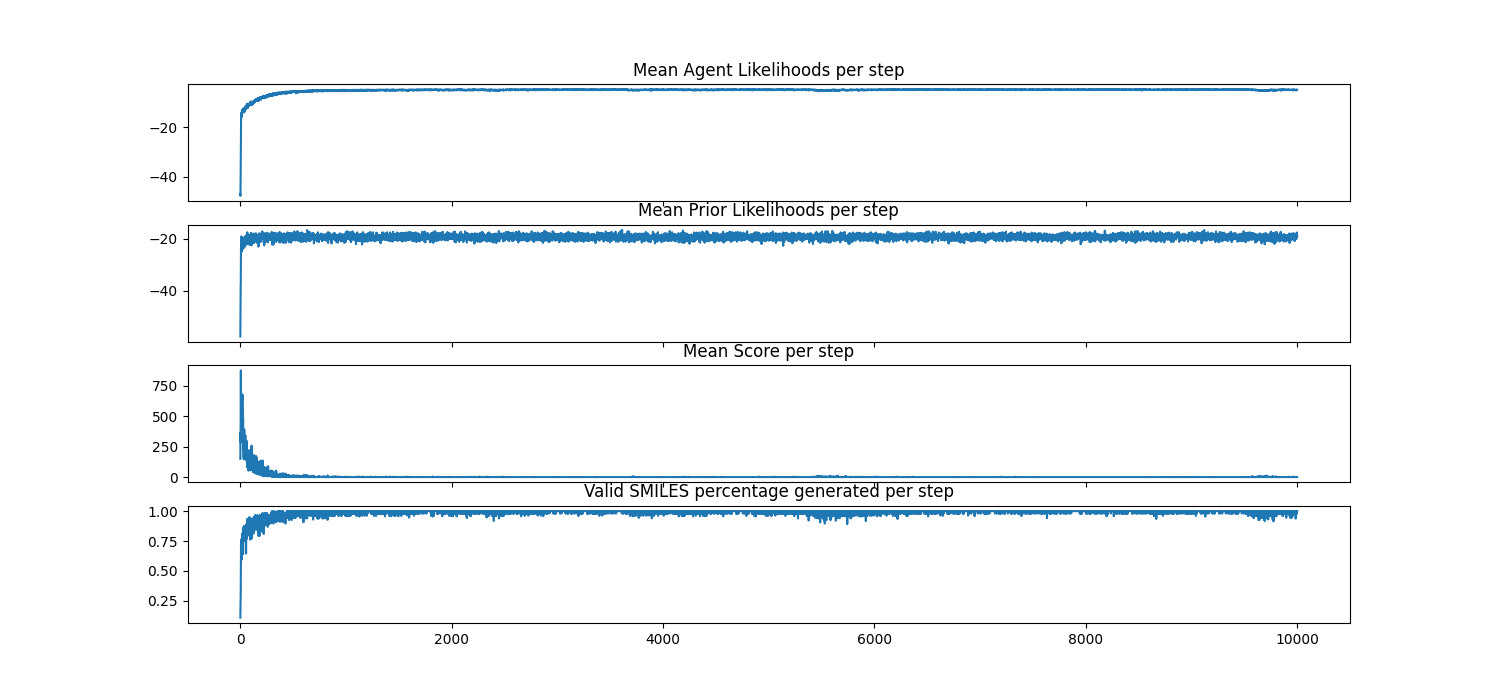 Mean Agent Likelihoods per step
−20
−40
Mean Prior Likelihoods per step
−20
−40
Mean Score per step
750
500
250
0
Valid SMILES percentage generated per step
1.00
0.75
0.50
0.25
0 2000 4000 6000 8000 10000